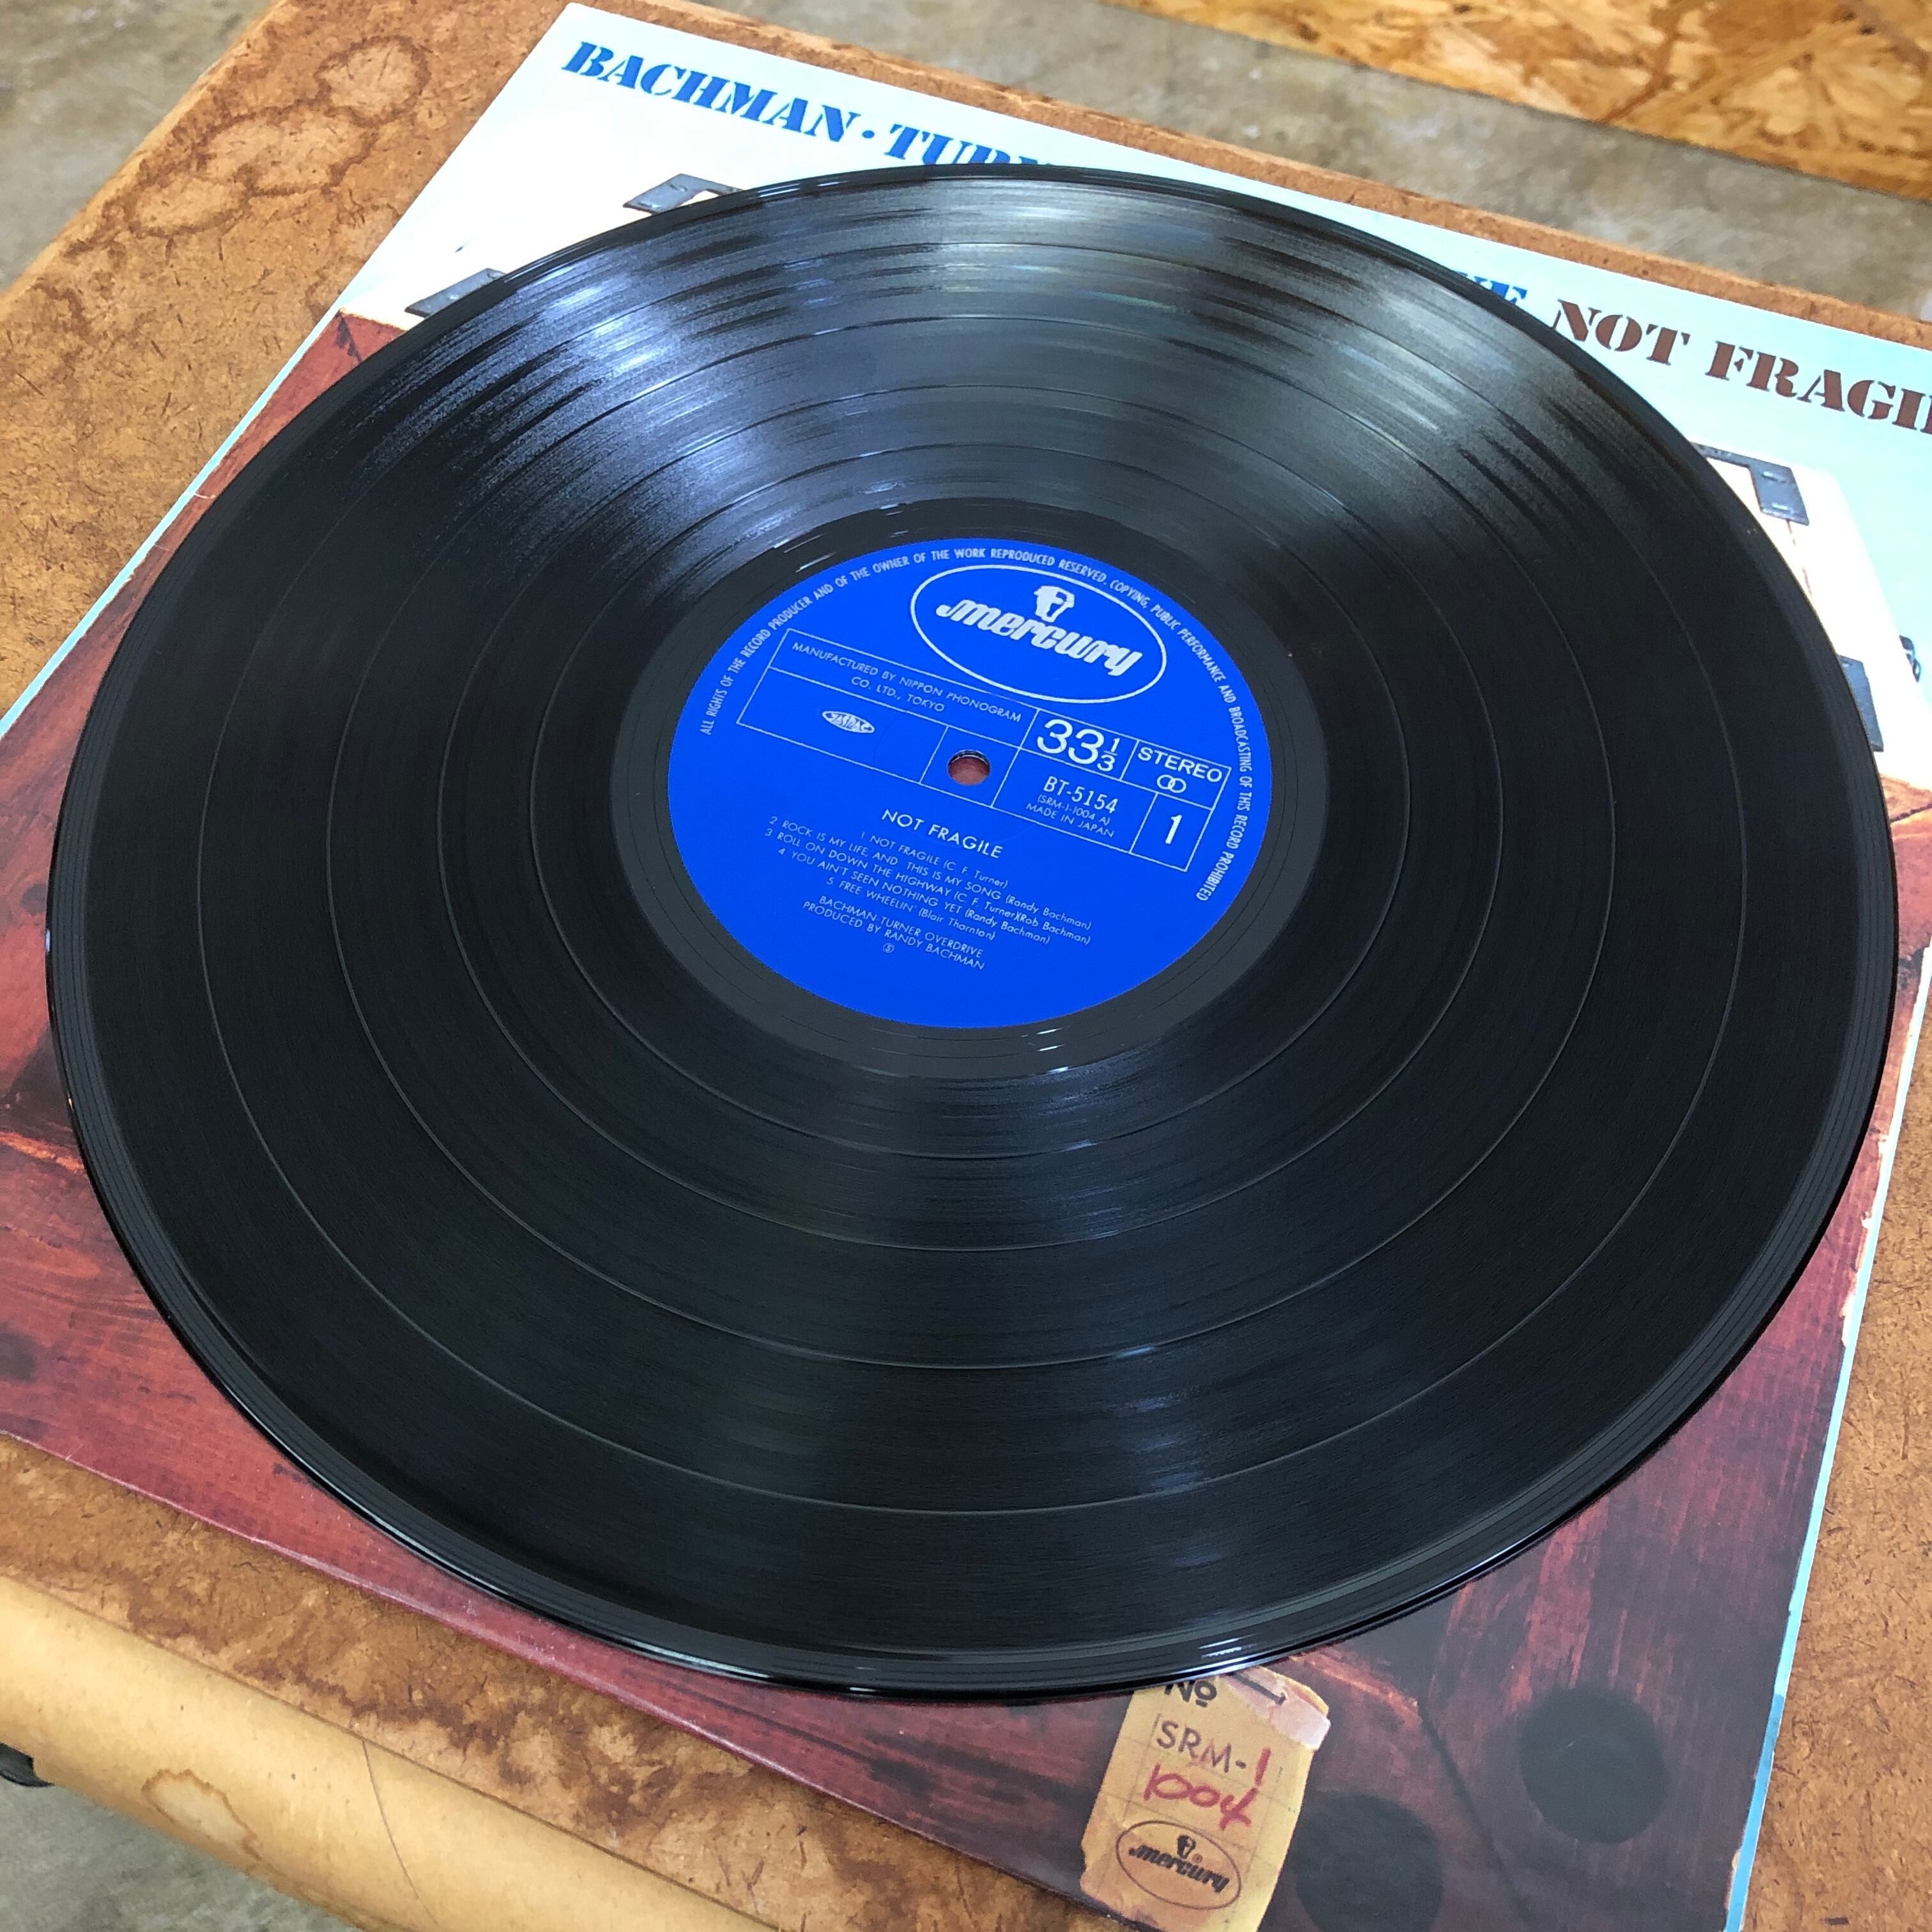 BACHMAN·TUR
VE NOT FRAGIL
ALL RIGHTS OF THE RECORD PRODUCER AND OF THE OWNER OF THE WORK REPRODUCED RESERVED. COPYING, PUBLIC PERFORMANCE AND BROADCASTING OF THIS RECORD PROHIBITED
mercury
MANUFACTURED BY NIPPON PHONOGRAM
CO. LTD., TOKYO
33 1/3
STEREO
BT-5154
(SRM-1-1004 A)
MADE IN JAPAN
1
NOT FRAGILE
1 NOT FRAGILE (C. F. Turner)
2 ROCK IS MY LIFE, AND THIS IS MY SONG (Randy Bachman)
3 ROLL ON DOWN THE HIGHWAY (C. F. Turner)(Rob Bachman)
4 YOU AIN'T SEEN NOTHING YET (Randy Bachman)
5. FREE WHEELIN' (Blair Thornton)
BACHMAN-TURNER OVERDRIVE
PRODUCED BY RANDY BACHMAN
Nº
SRM-1
1004
mercury